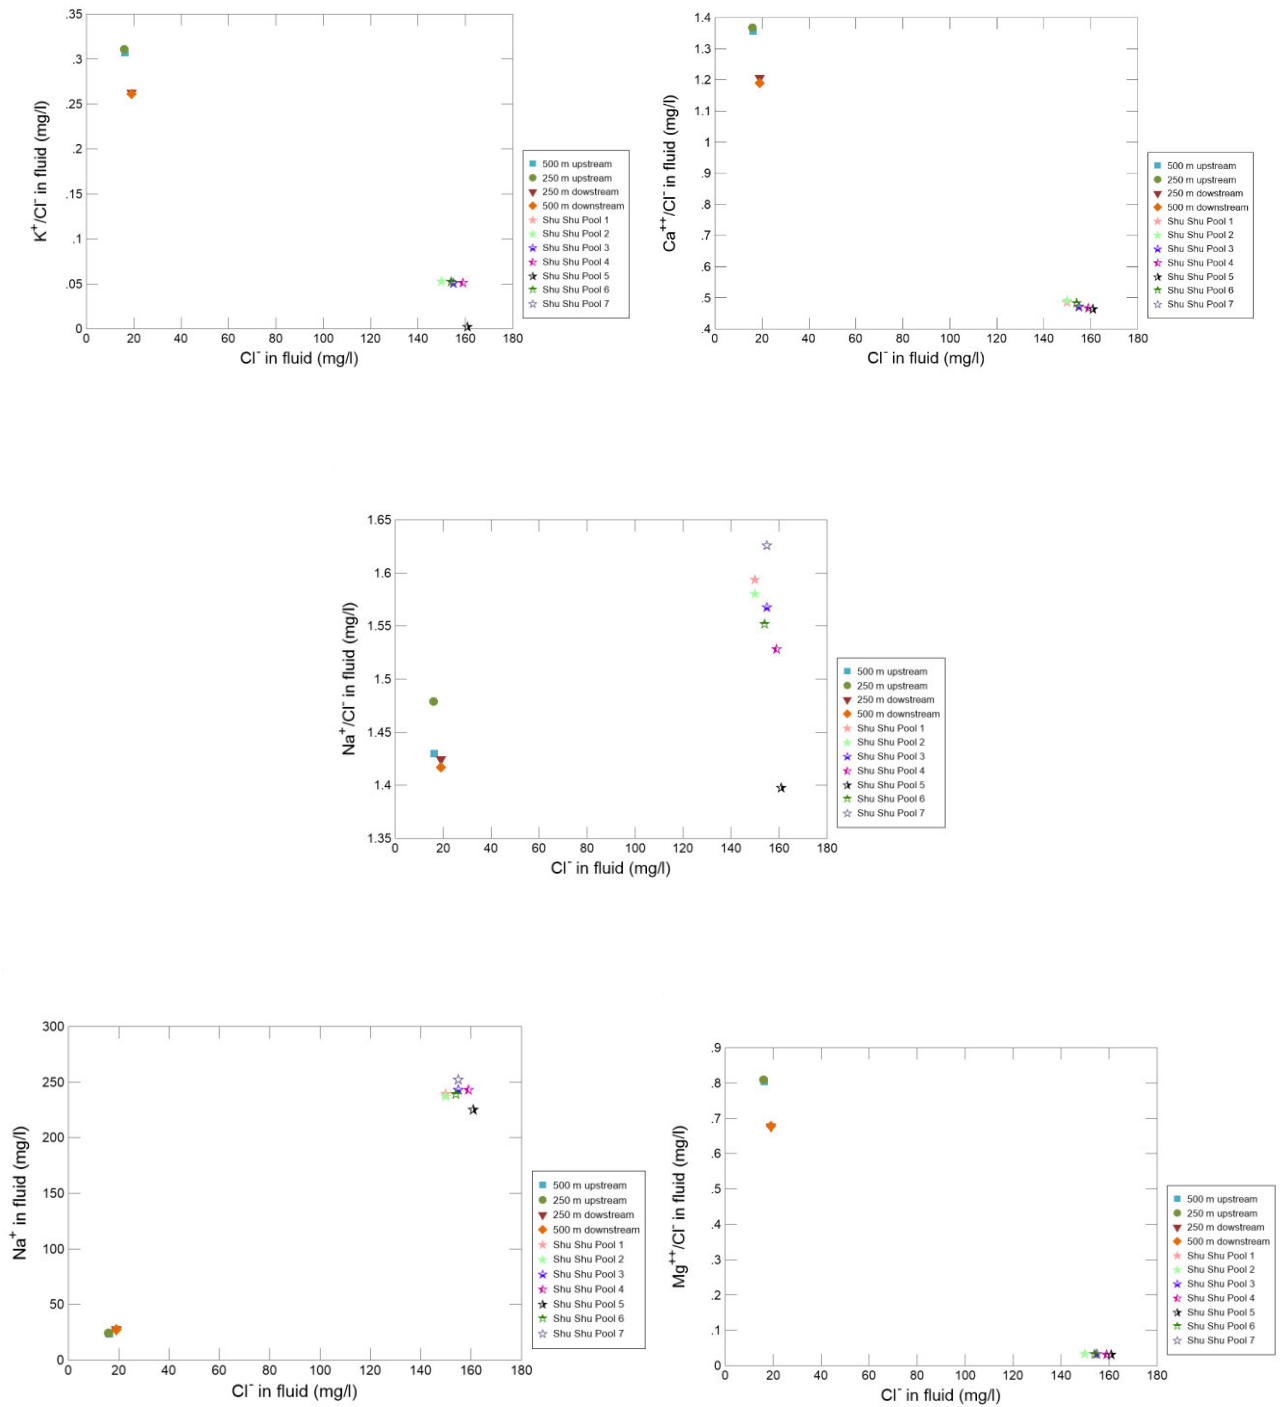 .35
.3
.25
.2
.15
.1
.05
0
0 20 40 60 80 100 120 140 160 180
K⁺/Cl⁻ in fluid (mg/l)
Cl⁻ in fluid (mg/l)
500 m upstream
250 m upstream
250 m dowstream
500 m downstream
Shu Shu Pool 1
Shu Shu Pool 2
Shu Shu Pool 3
Shu Shu Pool 4
Shu Shu Pool 5
Shu Shu Pool 6
Shu Shu Pool 7
1.4
1.3
1.2
1.1
1
.9
.8
.7
.6
.5
.4
0 20 40 60 80 100 120 140 160 180
Ca⁺⁺/Cl⁻ in fluid (mg/l)
Cl⁻ in fluid (mg/l)
500 m upstream
250 m upstream
250 m dowstream
500 m downstream
Shu Shu Pool 1
Shu Shu Pool 2
Shu Shu Pool 3
Shu Shu Pool 4
Shu Shu Pool 5
Shu Shu Pool 6
Shu Shu Pool 7
1.65
1.6
1.55
1.5
1.45
1.4
1.35
0 20 40 60 80 100 120 140 160 180
Na⁺/Cl⁻ in fluid (mg/l)
Cl⁻ in fluid (mg/l)
500 m upstream
250 m upstream
250 m dowstream
500 m downstream
Shu Shu Pool 1
Shu Shu Pool 2
Shu Shu Pool 3
Shu Shu Pool 4
Shu Shu Pool 5
Shu Shu Pool 6
Shu Shu Pool 7
300
250
200
150
100
50
0
0 20 40 60 80 100 120 140 160 180
Na⁺ in fluid (mg/l)
Cl⁻ in fluid (mg/l)
500 m upstream
250 m upstream
250 m dowstream
500 m downstream
Shu Shu Pool 1
Shu Shu Pool 2
Shu Shu Pool 3
Shu Shu Pool 4
Shu Shu Pool 5
Shu Shu Pool 6
Shu Shu Pool 7
.9
.8
.7
.6
.5
.4
.3
.2
.1
0
0 20 40 60 80 100 120 140 160 180
Mg⁺⁺/Cl⁻ in fluid (mg/l)
Cl⁻ in fluid (mg/l)
500 m upstream
250 m upstream
250 m dowstream
500 m downstream
Shu Shu Pool 1
Shu Shu Pool 2
Shu Shu Pool 3
Shu Shu Pool 4
Shu Shu Pool 5
Shu Shu Pool 6
Shu Shu Pool 7